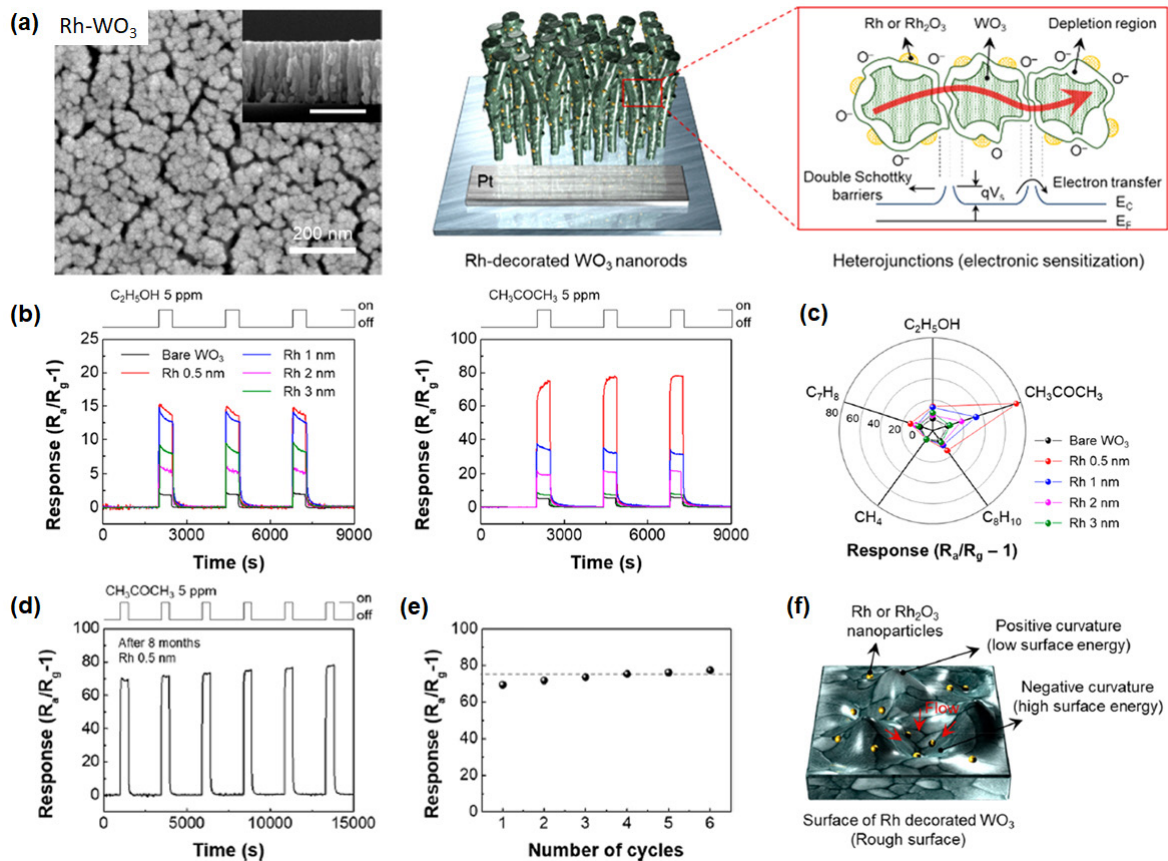 (a)
Rh-WO₃
200 nm
Pt
Rh-decorated WO₃ nanorods
Rh or Rh₂O₃
WO₃
Depletion region
O⁻
O⁻
O⁻
O⁻
O⁻
O⁻
O
O⁻
Double Schottky
barriers
qVₛ
Electron transfer
E_C
E_F
Heterojunctions (electronic sensitization)
(b)
C₂H₅OH 5 ppm
on
off
Response (Rₐ/R_g-1)
25
20
15
10
5
0
Bare WO₃
Rh 0.5 nm
Rh 1 nm
Rh 2 nm
Rh 3 nm
0 3000 6000 9000
Time (s)
CH₃COCH₃ 5 ppm
on
off
Response (Rₐ/R_g-1)
100
80
60
40
20
0
0 3000 6000 9000
Time (s)
(c)
C₂H₅OH
CH₃COCH₃
C₈H₁₀
CH₄
C₇H₈
80 60 40 20 0
Bare WO₃
Rh 0.5 nm
Rh 1 nm
Rh 2 nm
Rh 3 nm
Response (Rₐ/R_g – 1)
(d)
CH₃COCH₃ 5 ppm
on
off
After 8 months
Rh 0.5 nm
Response (Rₐ/R_g-1)
100
80
60
40
20
0
0 5000 10000 15000
Time (s)
(e)
Response (Rₐ/R_g-1)
100
80
60
40
20
0
1 2 3 4 5 6
Number of cycles
(f)
Rh or Rh₂O₃
nanoparticles
Positive curvature
(low surface energy)
Negative curvature
(high surface energy)
Flow
Surface of Rh decorated WO₃
(Rough surface)